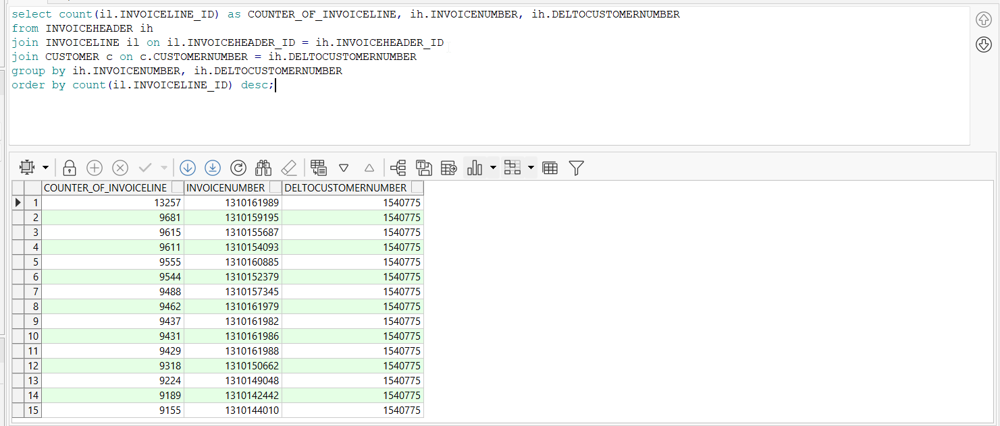 select count(il.INVOICELINE_ID) as COUNTER_OF_INVOICELINE, ih.INVOICENUMBER, ih.DELTOCUSTOMERNUMBER
from INVOICEHEADER ih
join INVOICELINE il on il.INVOICEHEADER_ID = ih.INVOICEHEADER_ID
join CUSTOMER c on c.CUSTOMERNUMBER = ih.DELTOCUSTOMERNUMBER
group by ih.INVOICENUMBER, ih.DELTOCUSTOMERNUMBER
order by count(il.INVOICELINE_ID) desc;
COUNTER_OF_INVOICELINE INVOICENUMBER DELTOCUSTOMERNUMBER
1 13257 1310161989 1540775
2 9681 1310159195 1540775
3 9615 1310155687 1540775
4 9611 1310154093 1540775
5 9555 1310160885 1540775
6 9544 1310152379 1540775
7 9488 1310157345 1540775
8 9462 1310161979 1540775
9 9437 1310161982 1540775
10 9431 1310161986 1540775
11 9429 1310161988 1540775
12 9318 1310150662 1540775
13 9224 1310149048 1540775
14 9189 1310142442 1540775
15 9155 1310144010 1540775